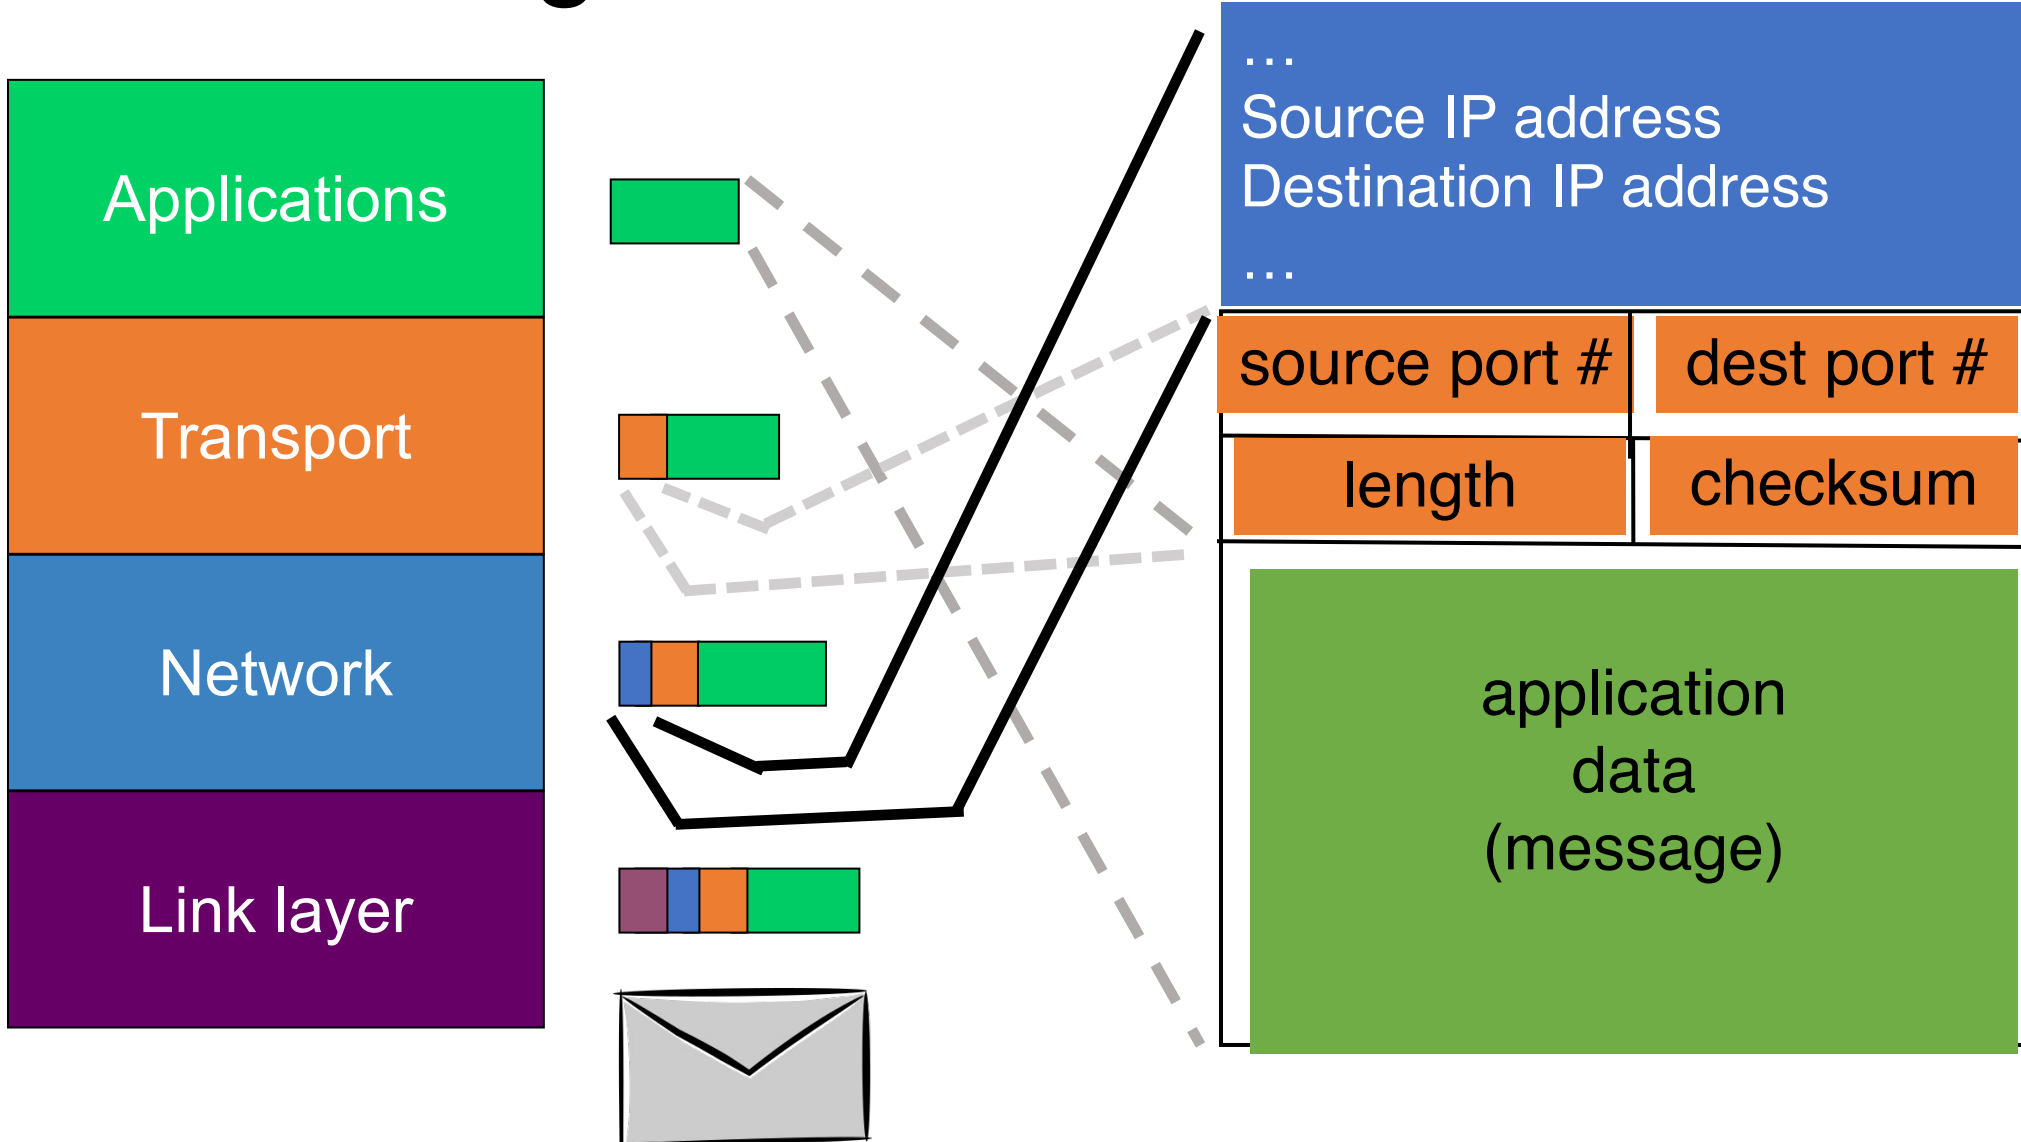 Applications
Transport
Network
Link layer
…
Source IP address
Destination IP address
…
source port #
dest port #
length
checksum
application
data
(message)